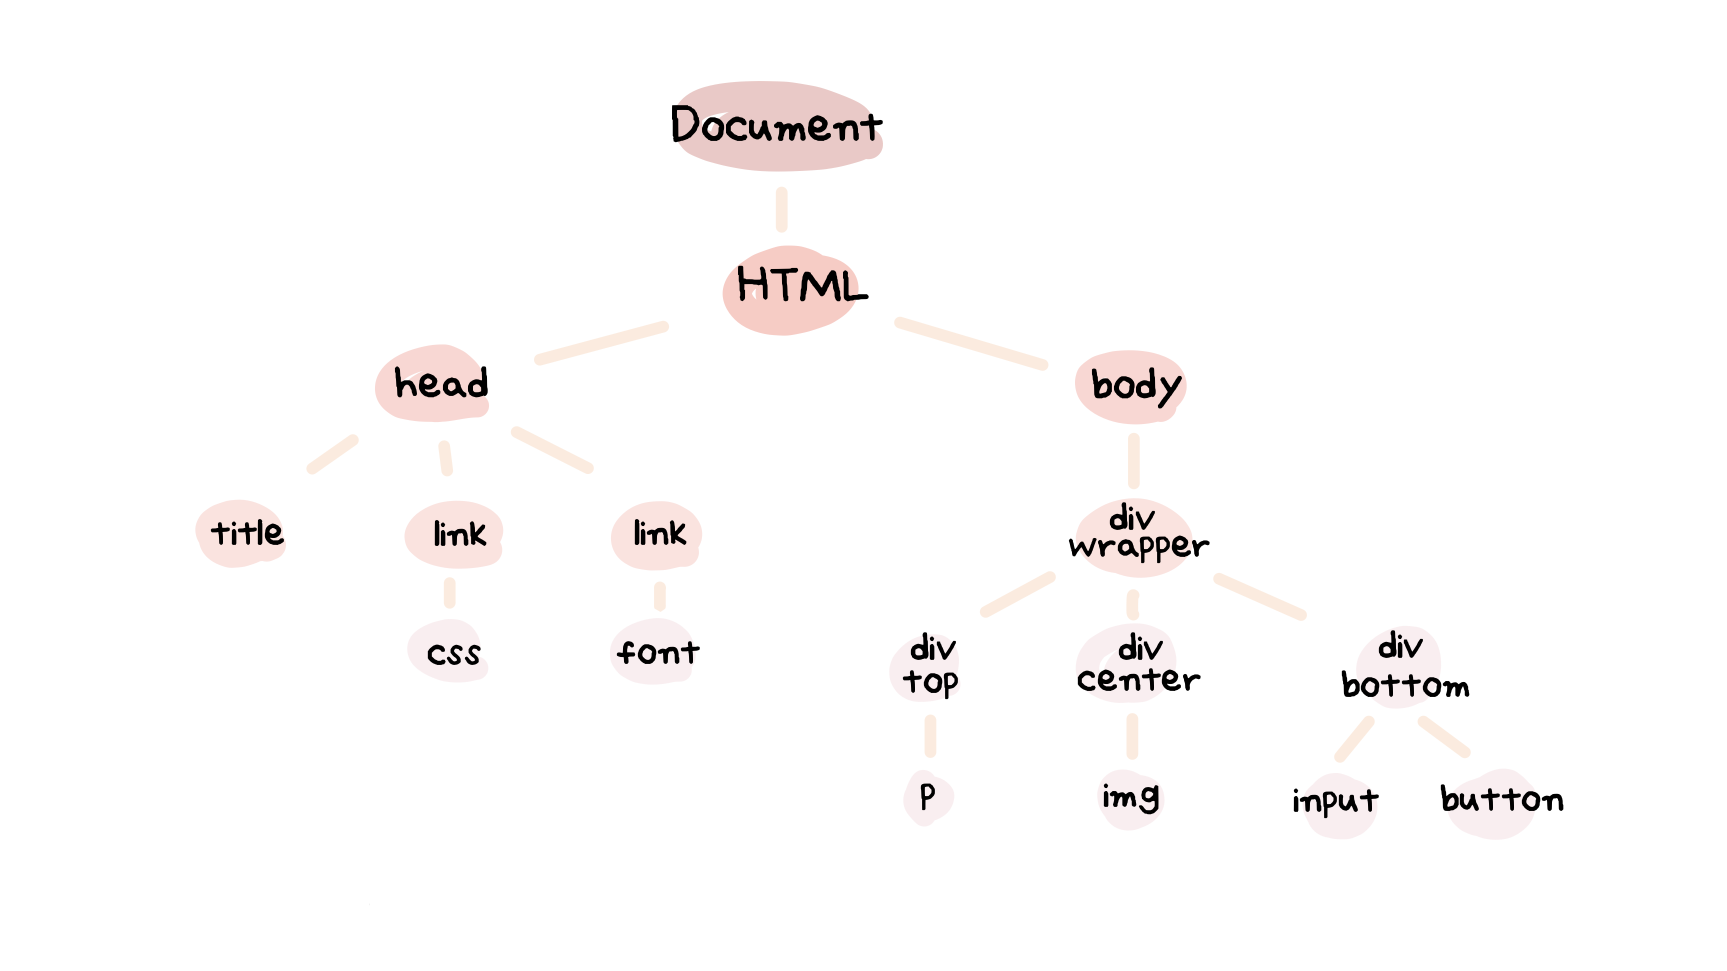 Document
HTML
head
body
title
link
link
div
wrapper
css
font
div
top
div
center
div
bottom
p
img
input
button